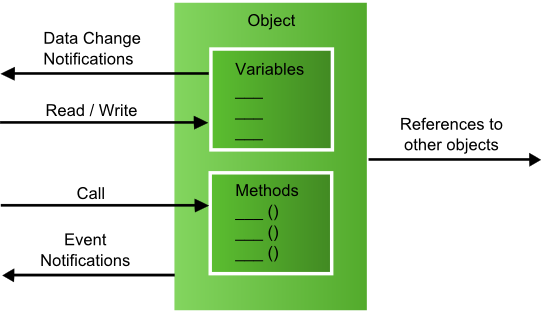 Object
Data Change
Notifications
Variables
___
___
___
Read / Write
References to
other objects
Call
Methods
___ ()
___ ()
___ ()
Event
Notifications